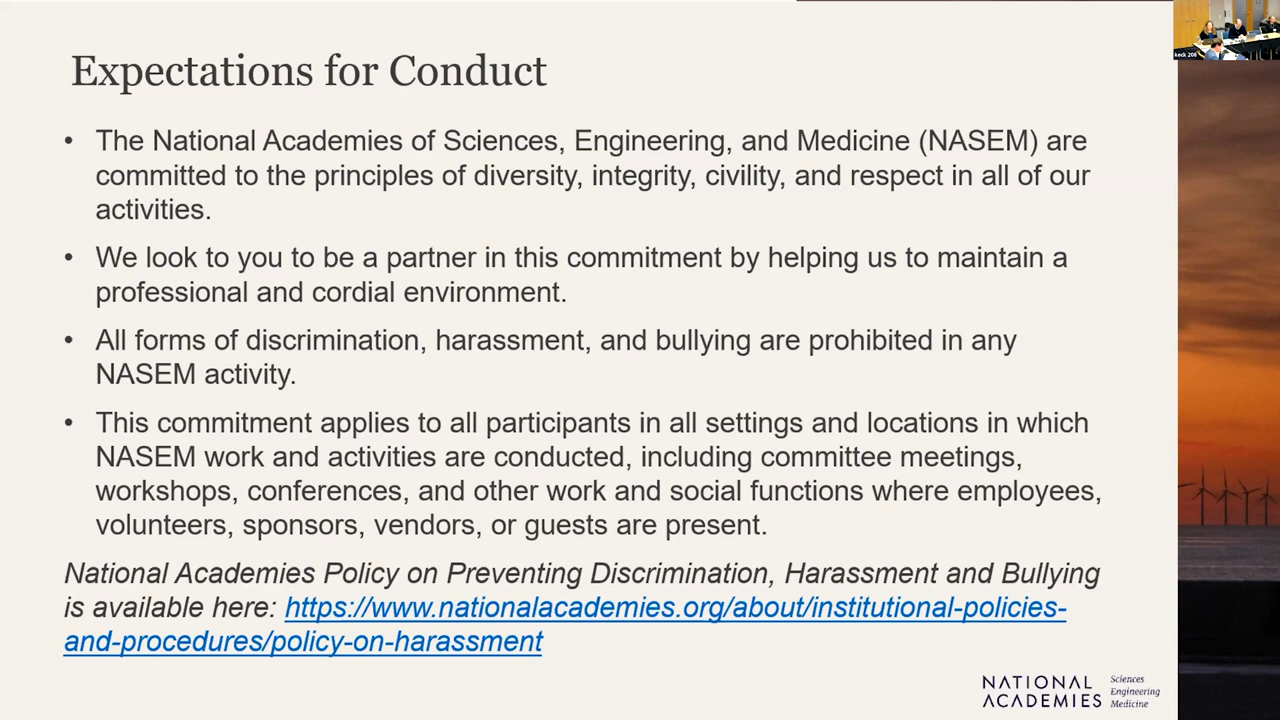 Expectations for Conduct
• The National Academies of Sciences, Engineering, and Medicine (NASEM) are
committed to the principles of diversity, integrity, civility, and respect in all of our
activities.
• We look to you to be a partner in this commitment by helping us to maintain a
professional and cordial environment.
• All forms of discrimination, harassment, and bullying are prohibited in any
NASEM activity.
• This commitment applies to all participants in all settings and locations in which
NASEM work and activities are conducted, including committee meetings,
workshops, conferences, and other work and social functions where employees,
volunteers, sponsors, vendors, or guests are present.
National Academies Policy on Preventing Discrimination, Harassment and Bullying
is available here: https://www.nationalacademies.org/about/institutional-policies-
and-procedures/policy-on-harassment
NATIONAL
ACADEMIES
Sciences
Engineering
Medicine
keck 208